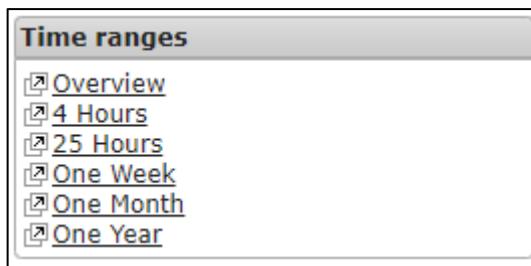 Time ranges
Overview
4 Hours
25 Hours
One Week
One Month
One Year